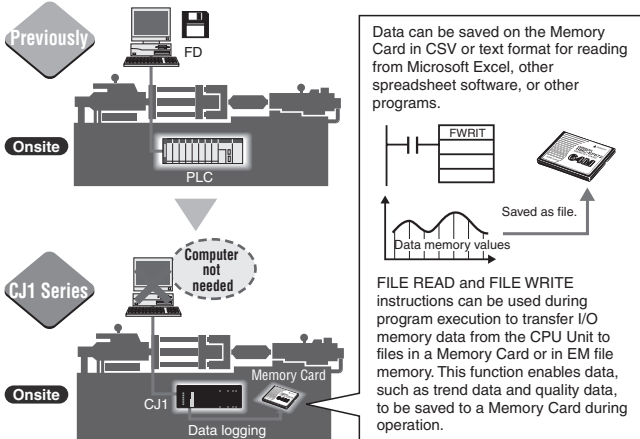 Previously
FD
Onsite
PLC
Computer
not
needed
CJ1 Series
Memory Card
Onsite
CJ1
Data logging
Data can be saved on the Memory
Card in CSV or text format for reading
from Microsoft Excel, other
spreadsheet software, or other
programs.
FWRIT
64M
Saved as file.
Data memory values
FILE READ and FILE WRITE
instructions can be used during
program execution to transfer I/O
memory data from the CPU Unit to
files in a Memory Card or in EM file
memory. This function enables data,
such as trend data and quality data,
to be saved to a Memory Card during
operation.